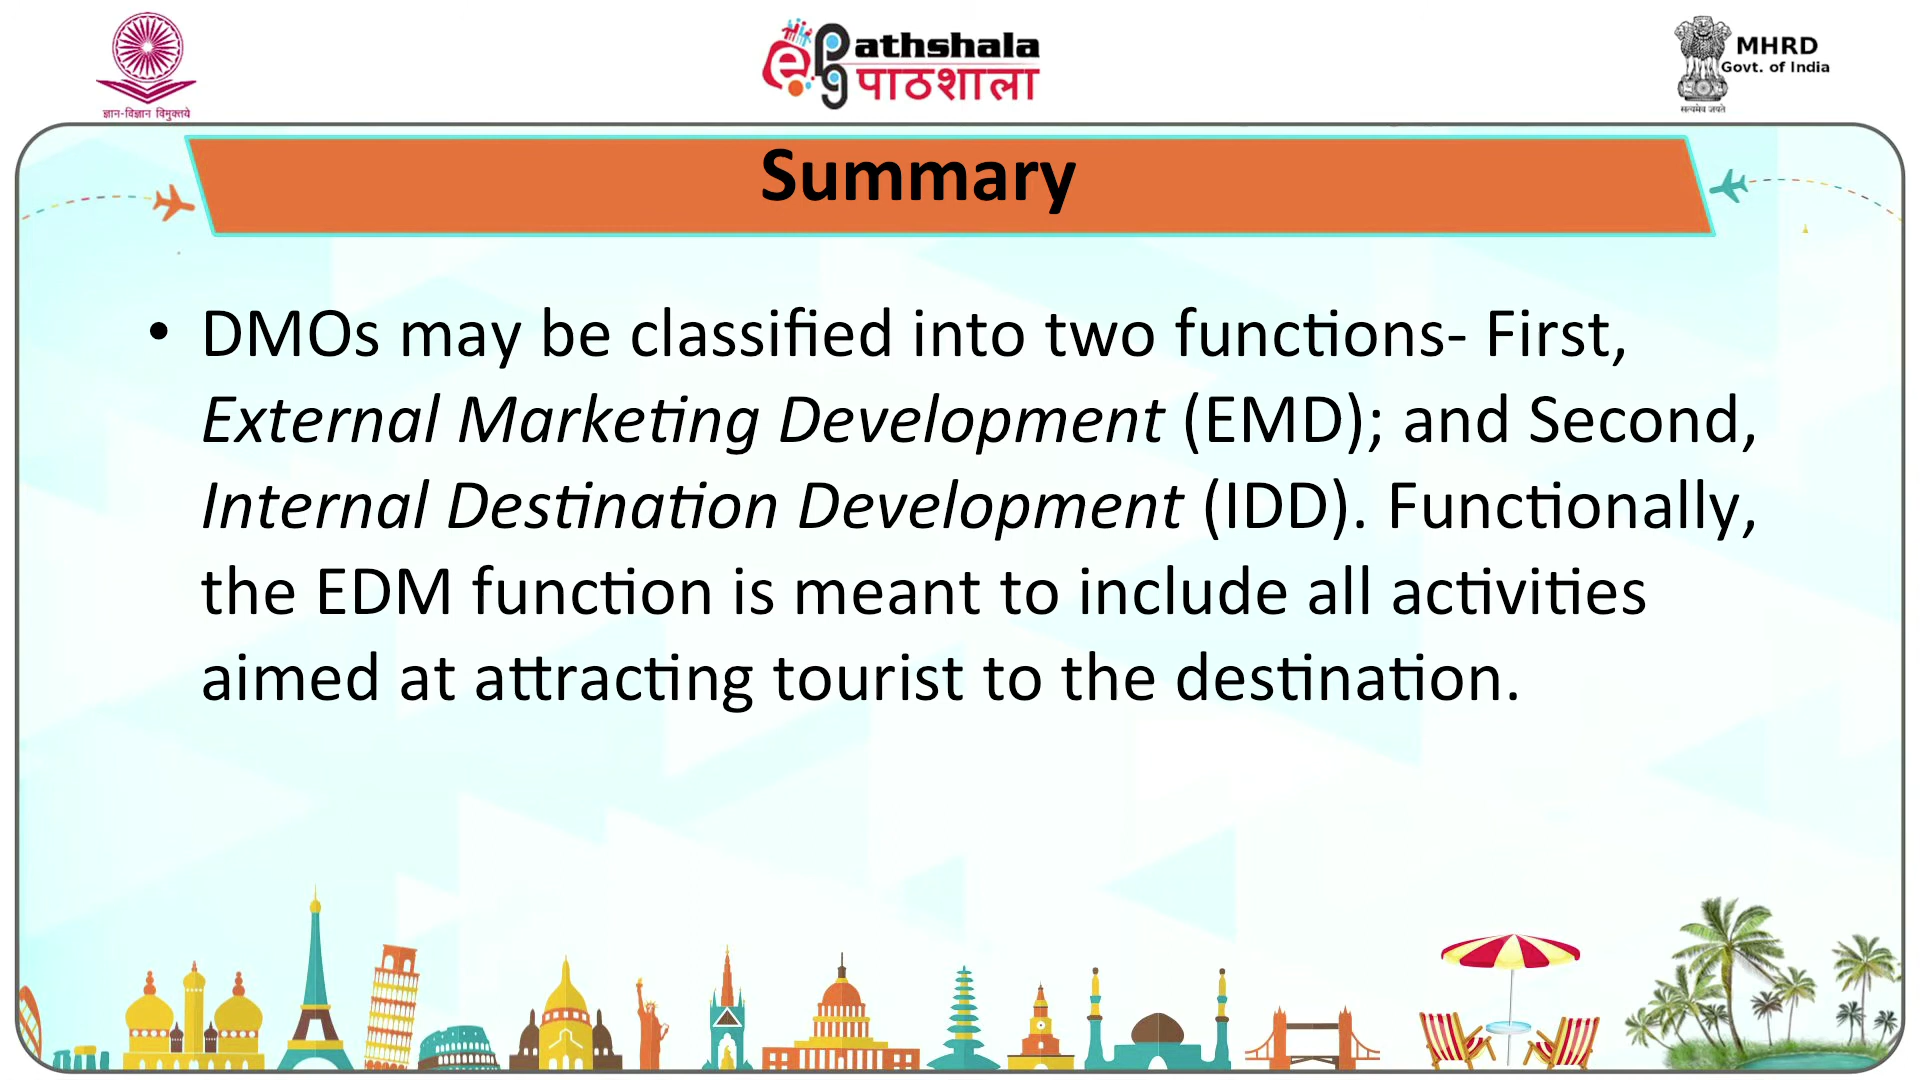 ज्ञान-विज्ञान विमुक्तये
epg Pathshala
पाठशाला
MHRD
Govt. of India
सत्यमेव जयते
Summary
• DMOs may be classified into two functions- First,
External Marketing Development (EMD); and Second,
Internal Destination Development (IDD). Functionally,
the EDM function is meant to include all activities
aimed at attracting tourist to the destination.